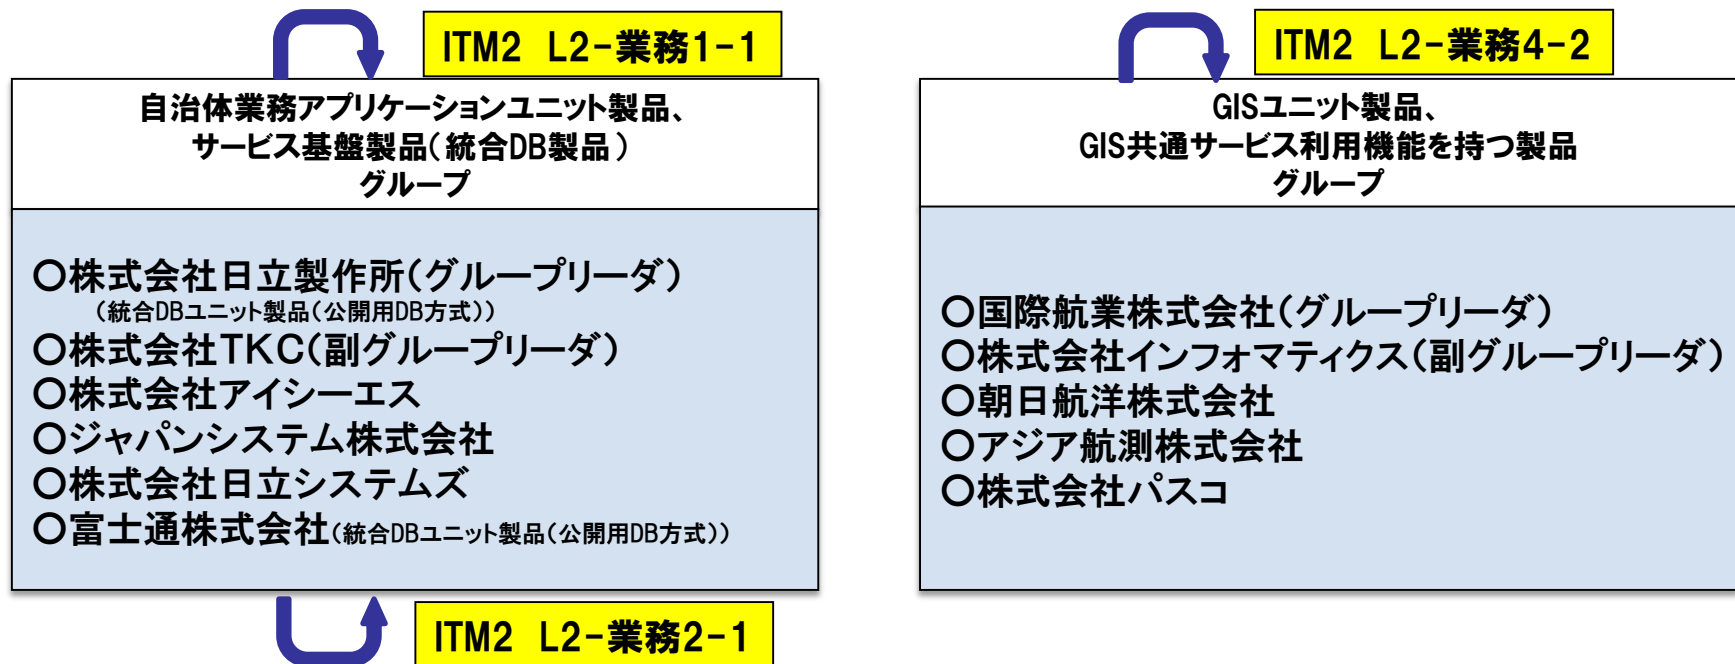 ITM2 L2-業務1-1
自治体業務アプリケーションユニット製品、
サービス基盤製品(統合DB製品)
グループ
〇株式会社日立製作所(グループリーダ)
(統合DBユニット製品(公開用DB方式))
〇株式会社TKC(副グループリーダ)
〇株式会社アイシーエス
〇ジャパンシステム株式会社
〇株式会社日立システムズ
〇富士通株式会社(統合DBユニット製品(公開用DB方式))
ITM2 L2-業務2-1
ITM2 L2-業務4-2
GISユニット製品、
GIS共通サービス利用機能を持つ製品
グループ
〇国際航業株式会社(グループリーダ)
〇株式会社インフォマティクス(副グループリーダ)
〇朝日航洋株式会社
〇アジア航測株式会社
〇株式会社パスコ